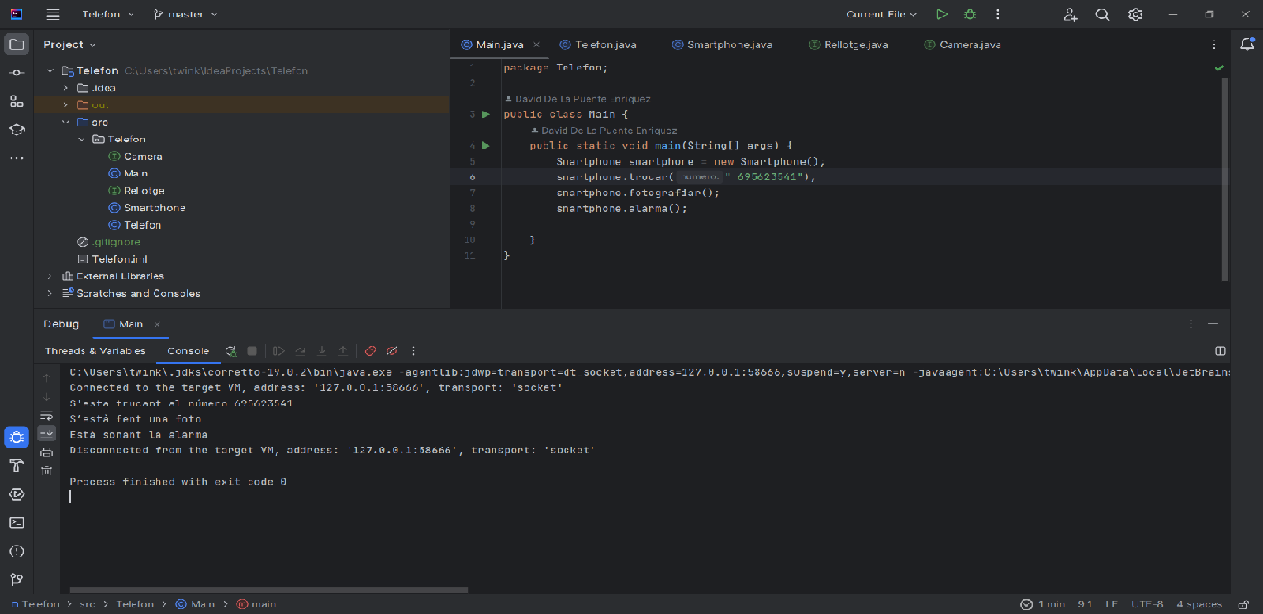 Telefon
master
Current File
Project
Main.java
Telefon.java
Smartphone.java
Rellotge.java
Camera.java
Telefon C:\Users\twink\IdeaProjects\Telefon
.idea
out
src
Telefon
Camera
Main
Rellotge
Smartphone
Telefon
.gitignore
Telefon.iml
External Libraries
Scratches and Consoles
1 package Telefon;
2
David De La Puente Enriquez
3 public class Main {
David De La Puente Enriquez
4 public static void main(String[] args) {
5 Smartphone smartphone = new Smartphone();
6 smartphone.trucar( numero: " 695623541");
7 smartphone.fotografiar();
8 smartphone.alarma();
9
10 }
11 }
Debug
Main
Threads & Variables
Console
C:\Users\twink\.jdks\corretto-19.0.2\bin\java.exe -agentlib:jdwp=transport=dt_socket,address=127.0.0.1:58666,suspend=y,server=n -javaagent:C:\Users\twink\AppData\Local\JetBrains
Connected to the target VM, address: '127.0.0.1:58666', transport: 'socket'
S'està trucant al número 695623541
S'està fent una foto
Està sonant la alarma
Disconnected from the target VM, address: '127.0.0.1:58666', transport: 'socket'
Process finished with exit code 0
Telefon > src > Telefon > Main > main
1 min
9:1
LF
UTF-8
4 spaces